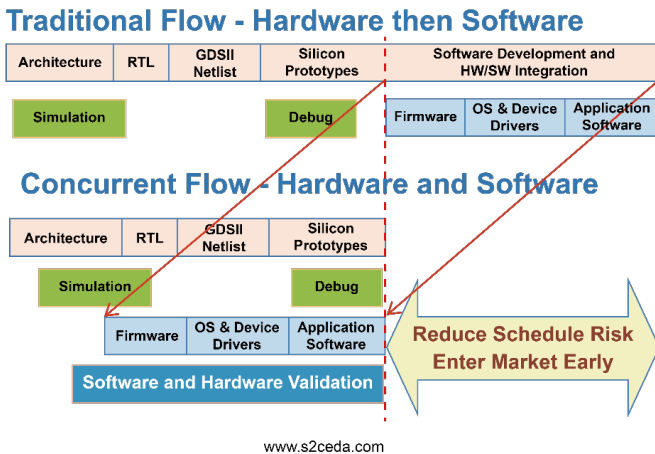 Traditional Flow - Hardware then Software
Architecture
RTL
GDSII
Netlist
Silicon
Prototypes
Software Development and
HW/SW Integration
Simulation
Debug
Firmware
OS & Device
Drivers
Application
Software
Concurrent Flow - Hardware and Software
Architecture
RTL
GDSII
Netlist
Silicon
Prototypes
Simulation
Debug
Firmware
OS & Device
Drivers
Application
Software
Software and Hardware Validation
Reduce Schedule Risk
Enter Market Early
www.s2ceda.com